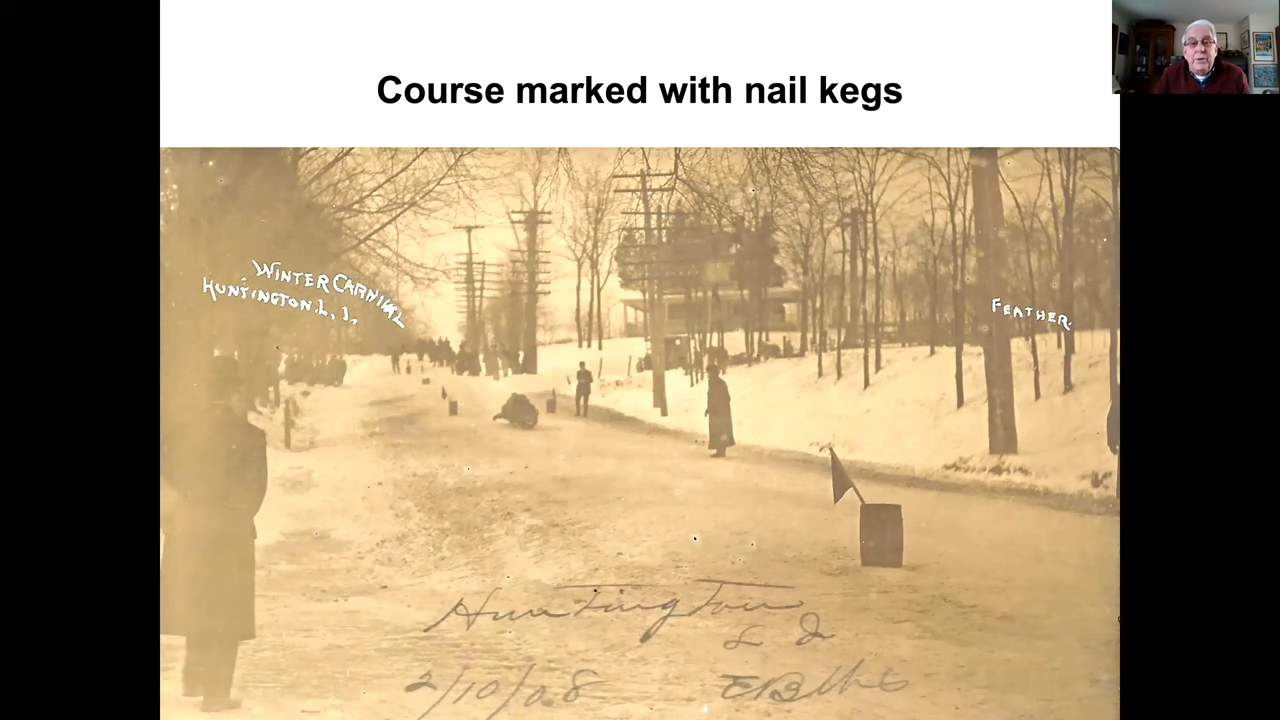 Course marked with nail kegs
WINTER CARNIVAL
HUNTINGTON. L. I.
FEATHER.
Huntington
L I
2/10/08